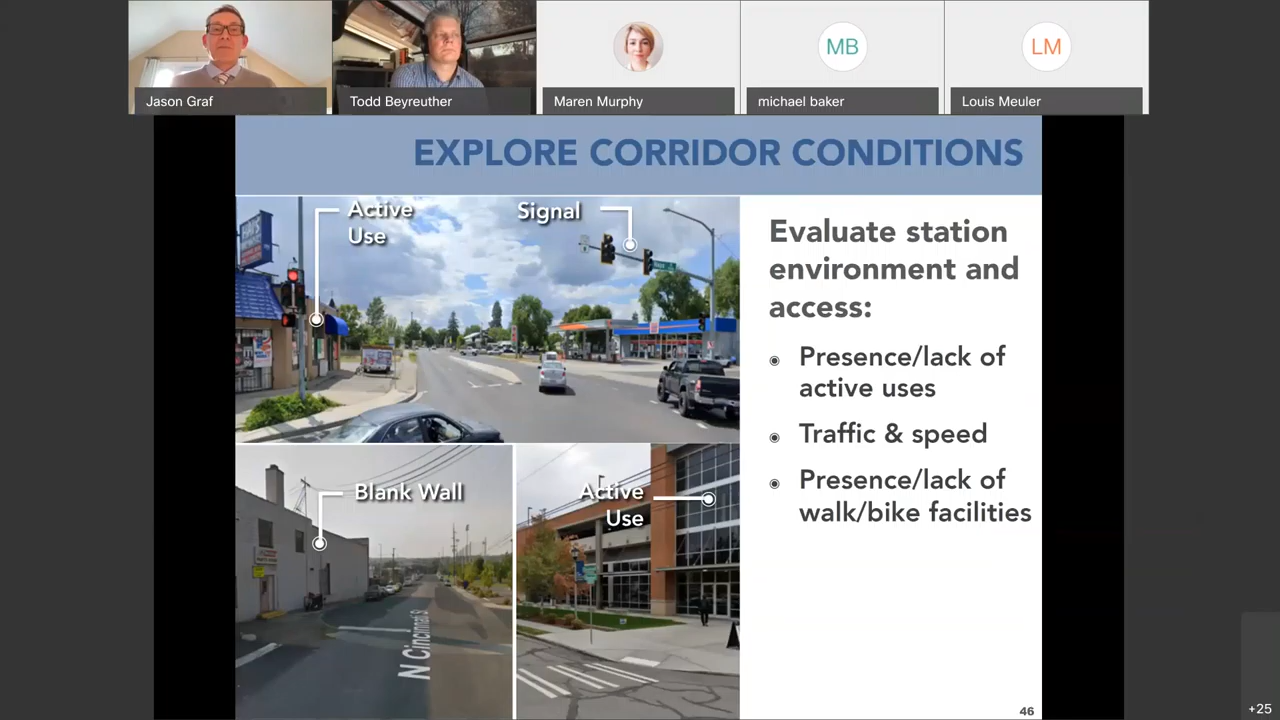 Jason Graf
Todd Beyreuther
Maren Murphy
MB
michael baker
LM
Louis Meuler
EXPLORE CORRIDOR CONDITIONS
Active
Use
Signal
Blank Wall
N Cincinnati St
Active
Use
Evaluate station
environment and
access:
Presence/lack of
active uses
Traffic & speed
Presence/lack of
walk/bike facilities
46
+25